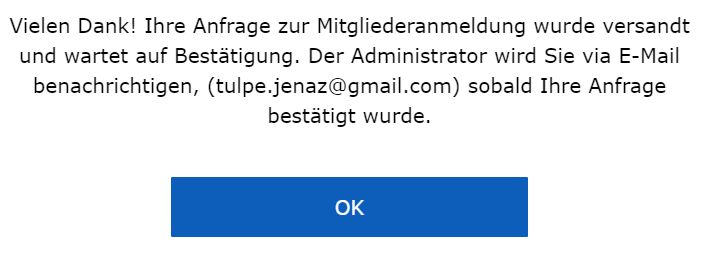 Vielen Dank! Ihre Anfrage zur Mitgliederanmeldung wurde versandt
und wartet auf Bestätigung. Der Administrator wird Sie via E-Mail
benachrichtigen, (tulpe.jenaz@gmail.com) sobald Ihre Anfrage
bestätigt wurde.
OK